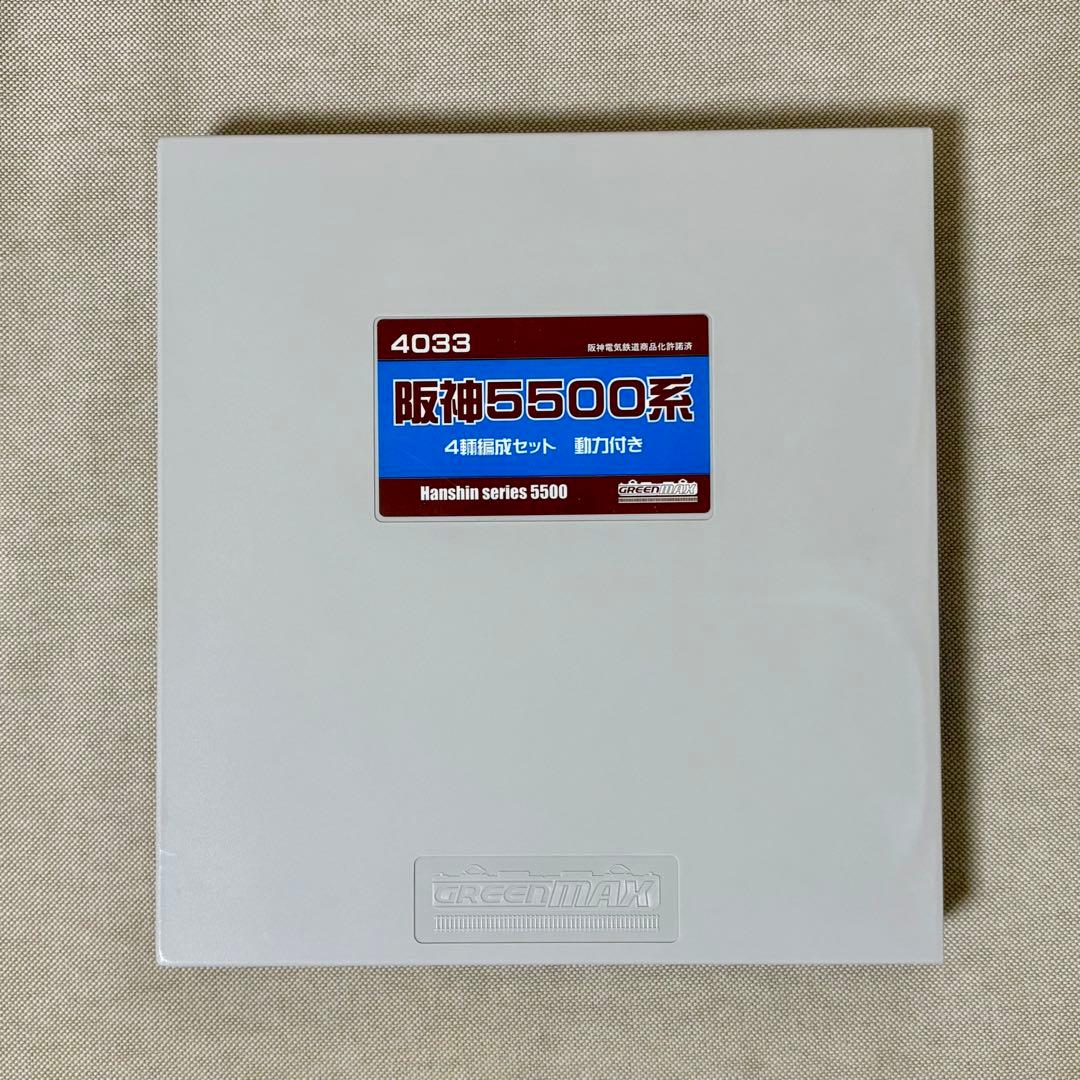 4033
阪神電気鉄道商品化許諾済
阪神5500系
4輛編成セット 動力付き
Hanshin series 5500
GREENMAX
GREENMAX